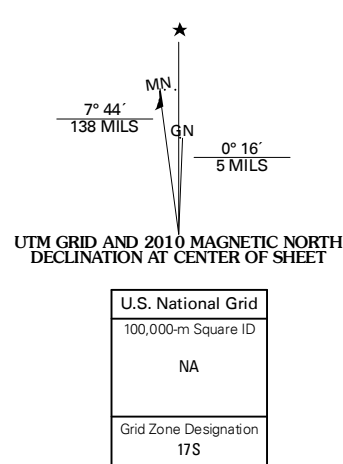 ★
MN.
7° 44´
138 MILS
GN
0° 16´
5 MILS
UTM GRID AND 2010 MAGNETIC NORTH
DECLINATION AT CENTER OF SHEET
U.S. National Grid
100,000-m Square ID
NA
Grid Zone Designation
17S